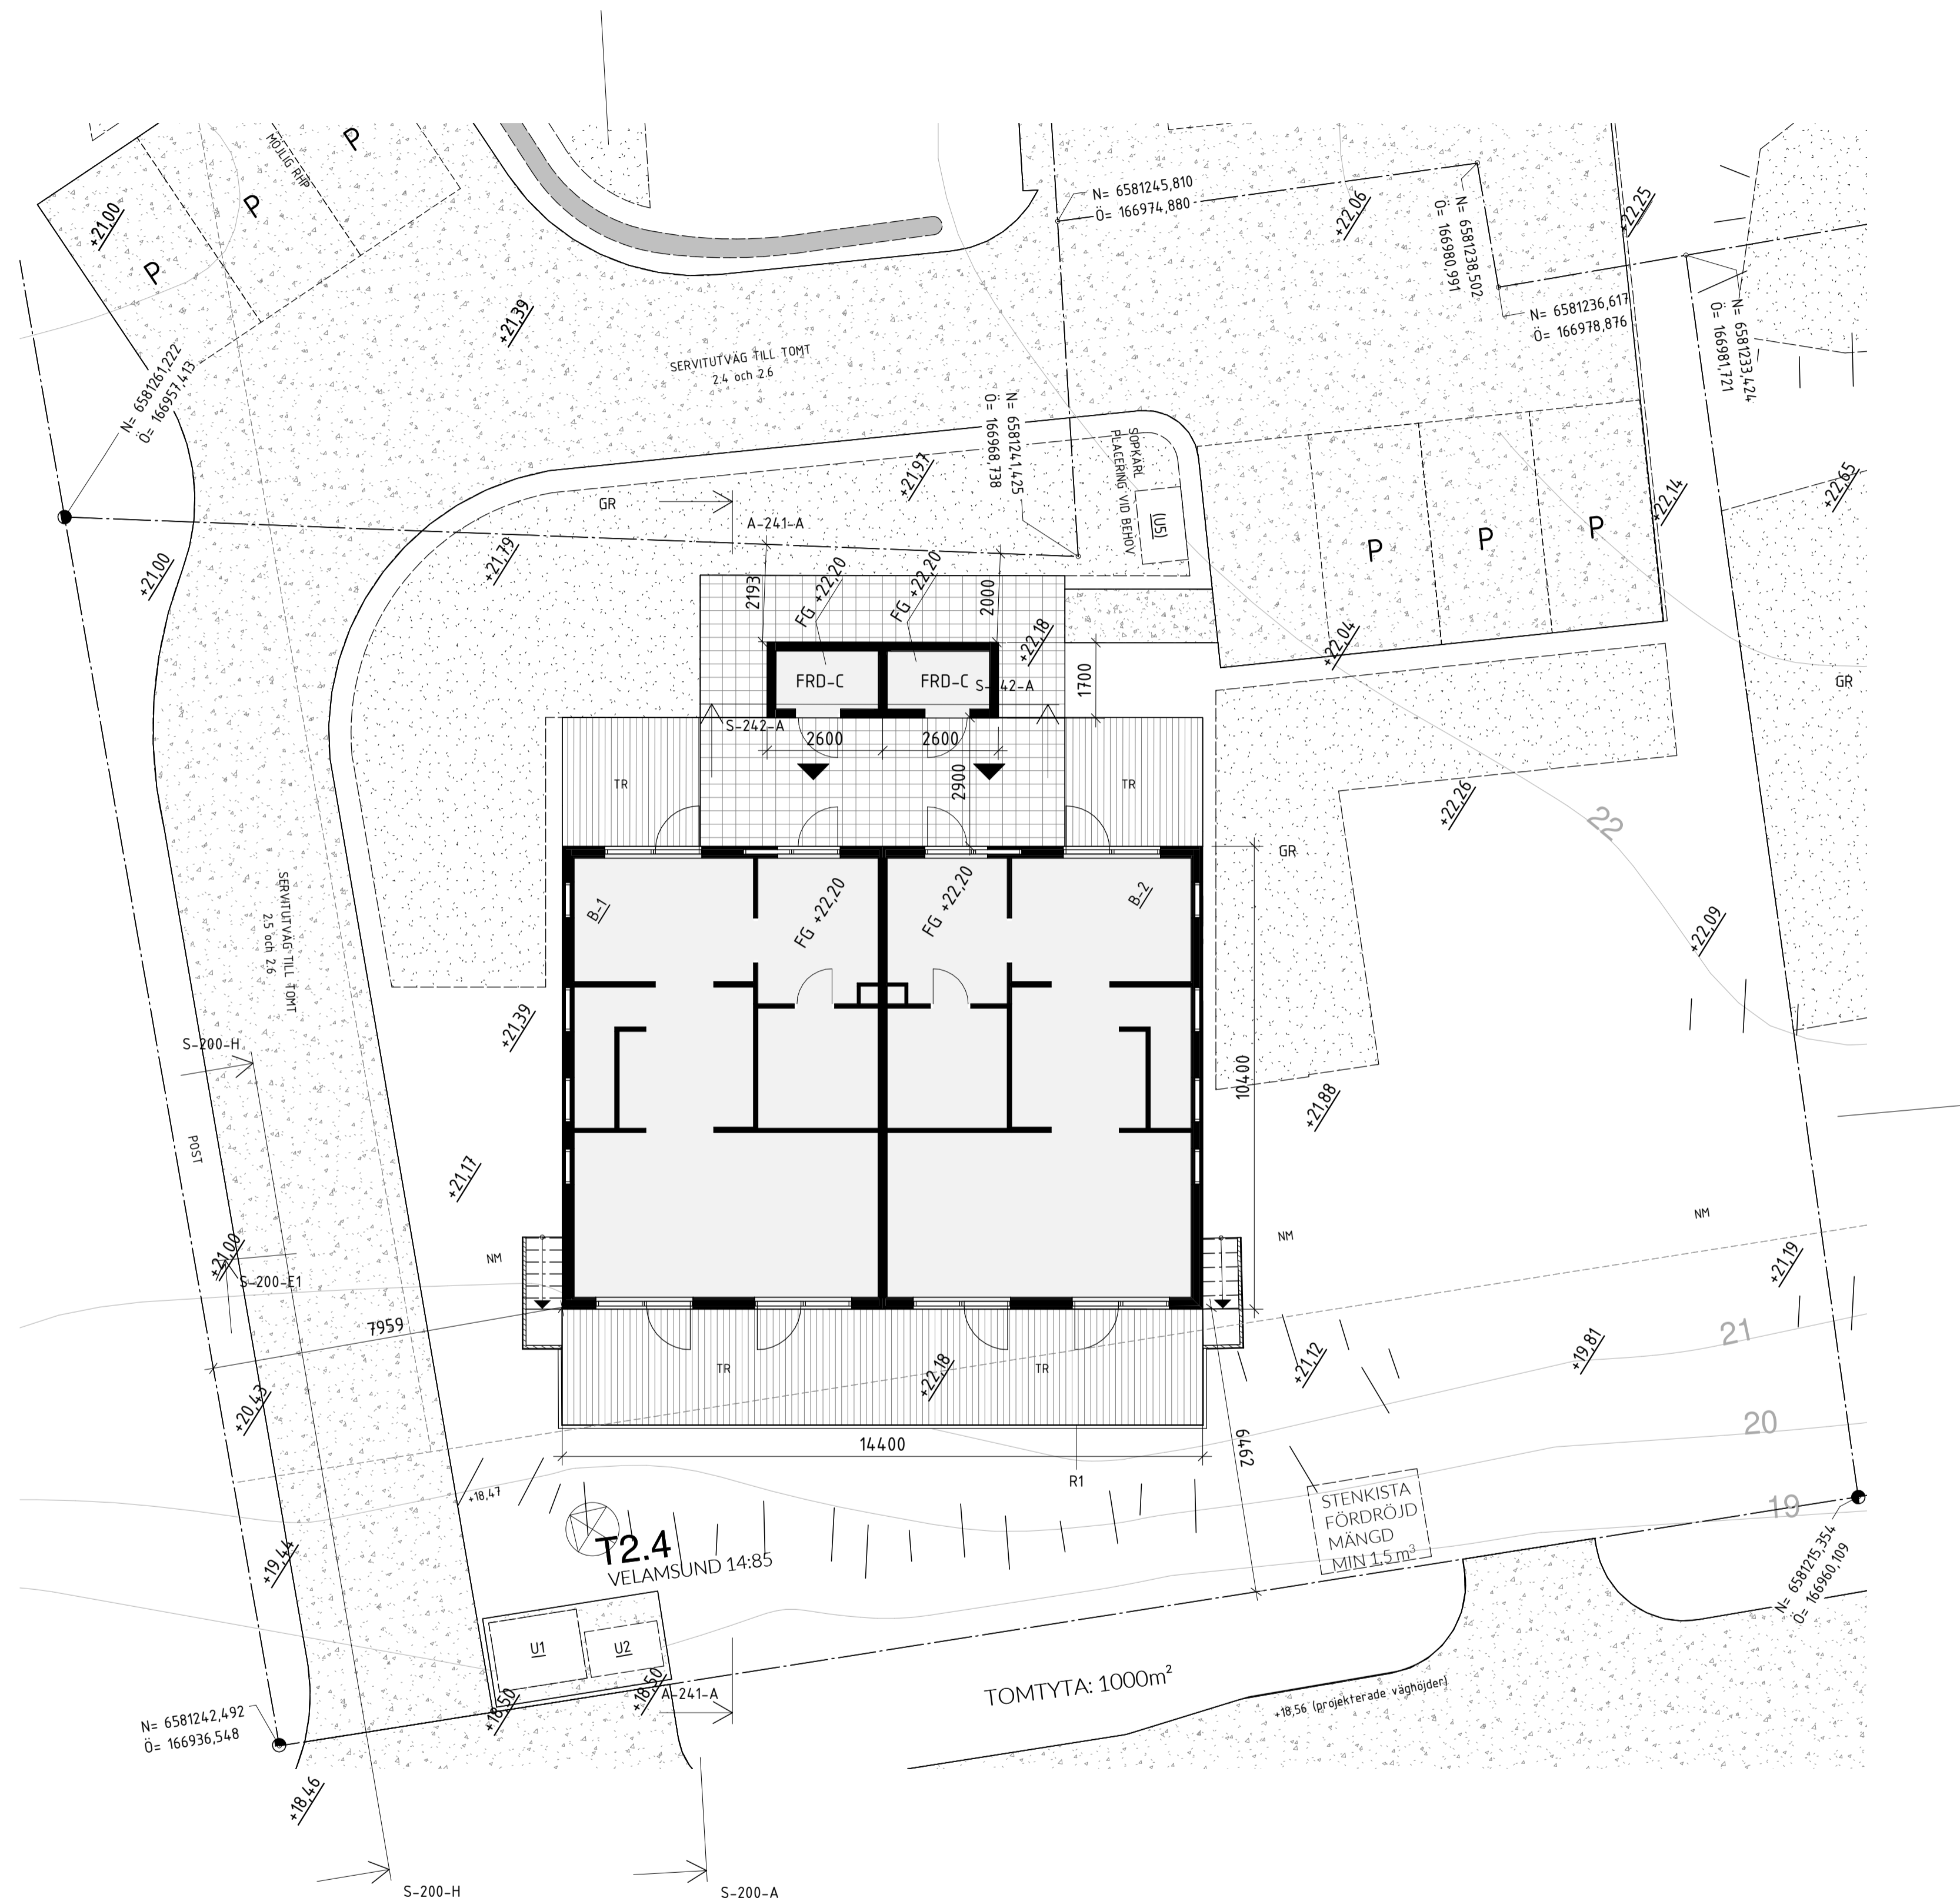 P
MÖJLIG RHP
P
P
+21,00
N= 6581245,810
Ö= 166974,880
+22,06
N= 6581238,502
Ö= 166980,991
+22,25
N= 6581236,617
Ö= 166978,876
N= 6581233,424
Ö= 166981,721
+21,39
SERVITUTVÄG TILL TOMT
2.4 och 2.6
N= 6581261,222
Ö= 166957,413
N= 6581241,425
Ö= 166968,738
SOPKÄRL
PLACERING VID BEHOV
(U5)
+21,97
GR
A-241-A
+21,79
+21,00
+22,14
+22,65
P
P
P
2193
FG +22,20
FG +22,20
2000
+22,18
+22,04
FRD-C
FRD-C
S-242-A
1700
GR
S-242-A
2600
2600
2900
TR
TR
+22,26
22
GR
B-1
FG +22,20
FG +22,20
B-2
+22,09
SERVITUTVÄG TILL TOMT
2.5 och 2.6
+21,39
S-200-H
10400
+21,88
POST
+21,17
NM
+21,00
S-200-E1
NM
NM
+21,19
7959
TR
+22,18
TR
+21,12
+19,81
21
+20,43
14400
6462
20
R1
+18,47
STENKISTA
FÖRDRÖJD
MÄNGD
MIN 1,5 m³
19
T2.4
VELAMSUND 14:85
+19,44
N= 6581215,354
Ö= 166960,109
U1
U2
+18,50
+18,50
A-241-A
TOMTYTA: 1000m²
+18,56 (projekterade väghöjder)
N= 6581242,492
Ö= 166936,548
+18,46
S-200-H
S-200-A